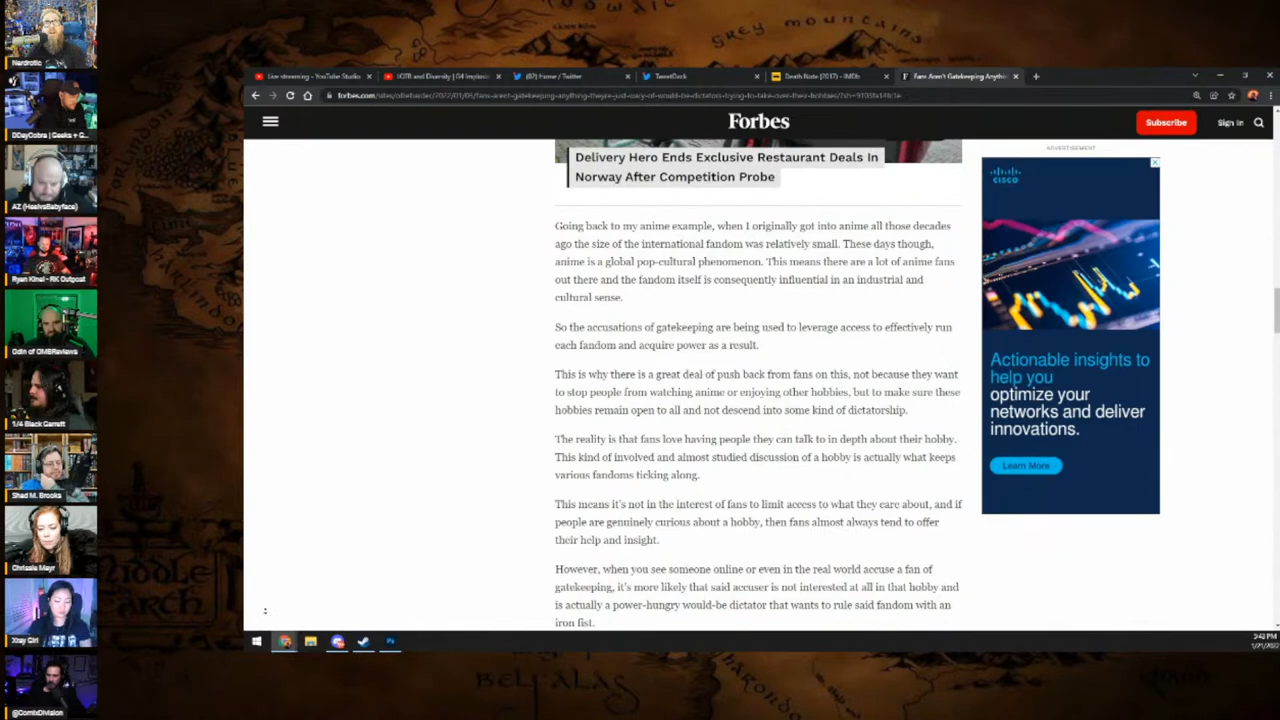 Nerdrotic
DDayCobra | Geeks + G...
AZ (HeelvsBabyface)
Ryan Kinel - RK Outpost
Odin of OMBReviews
1/4 Black Garrett
Shad M. Brooks
Chrissie Mayr
Xray Girl
@ComixDivision
GREY MOUNTAINS
Live streming - YouTube Studio
LOTR and Diversity | G4 Implosi
(82) Home / Twitter
TweetDeck
Death Note (2017) - IMDb
Fans Aren't Gatekeeping Anythi
Forbes
Subscribe
Sign In
ADVERTISEMENT
Delivery Hero Ends Exclusive Restaurant Deals In
Norway After Competition Probe
Going back to my anime example, when I originally got into anime all those decades
ago the size of the international fandom was relatively small. These days though,
anime is a global pop-cultural phenomenon. This means there are a lot of anime fans
out there and the fandom itself is consequently influential in an industrial and
cultural sense.
So the accusations of gatekeeping are being used to leverage access to effectively run
each fandom and acquire power as a result.
This is why there is a great deal of push back from fans on this, not because they want
to stop people from watching anime or enjoying other hobbies, but to make sure these
hobbies remain open to all and not descend into some kind of dictatorship.
The reality is that fans love having people they can talk to in depth about their hobby.
This kind of involved and almost studied discussion of a hobby is actually what keeps
various fandoms ticking along.
This means it's not in the interest of fans to limit access to what they care about, and if
people are genuinely curious about a hobby, then fans almost always tend to offer
their help and insight.
However, when you see someone online or even in the real world accuse a fan of
gatekeeping, it's more likely that said accuser is not interested at all in that hobby and
is actually a power-hungry would-be dictator that wants to rule said fandom with an
iron fist.
CISCO
Actionable insights to
help you
optimize your
networks and deliver
innovations.
Learn More
5:43 PM
1/21/2022
MIDDLE
EARTH
BELFALAS